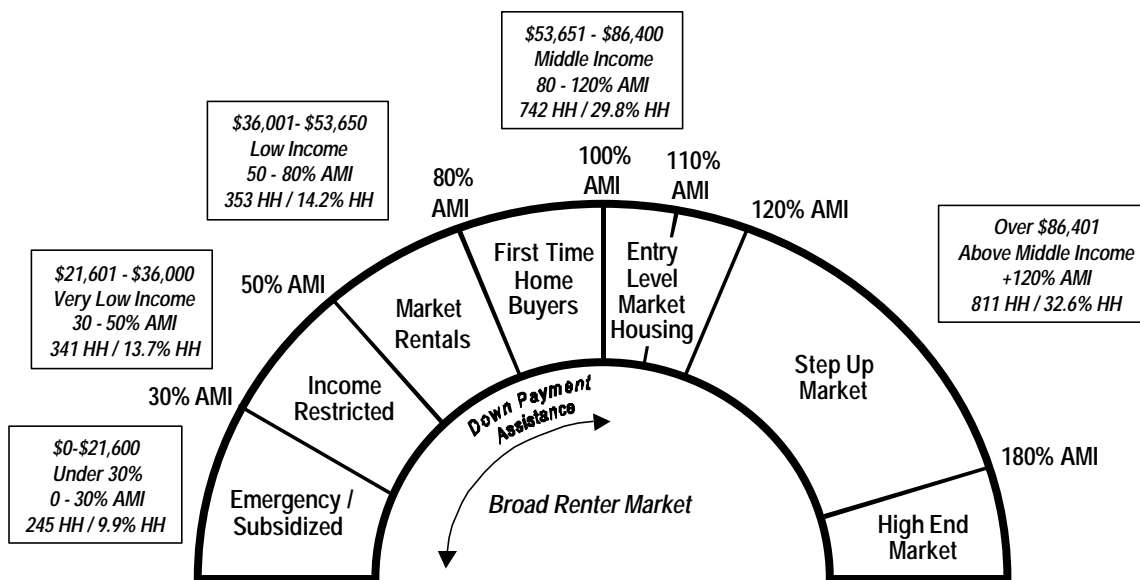 $53,651 - $86,400
Middle Income
80 - 120% AMI
742 HH / 29.8% HH
$36,001- $53,650
Low Income
50 - 80% AMI
353 HH / 14.2% HH
$21,601 - $36,000
Very Low Income
30 - 50% AMI
341 HH / 13.7% HH
$0-$21,600
Under 30%
0 - 30% AMI
245 HH / 9.9% HH
Over $86,401
Above Middle Income
+120% AMI
811 HH / 32.6% HH
30% AMI
50% AMI
80%
AMI
100%
AMI
110%
AMI
120% AMI
180% AMI
Emergency /
Subsidized
Income
Restricted
Market
Rentals
First Time
Home
Buyers
Entry
Level
Market
Housing
Step Up
Market
High End
Market
Down Payment
Assistance
Broad Renter Market